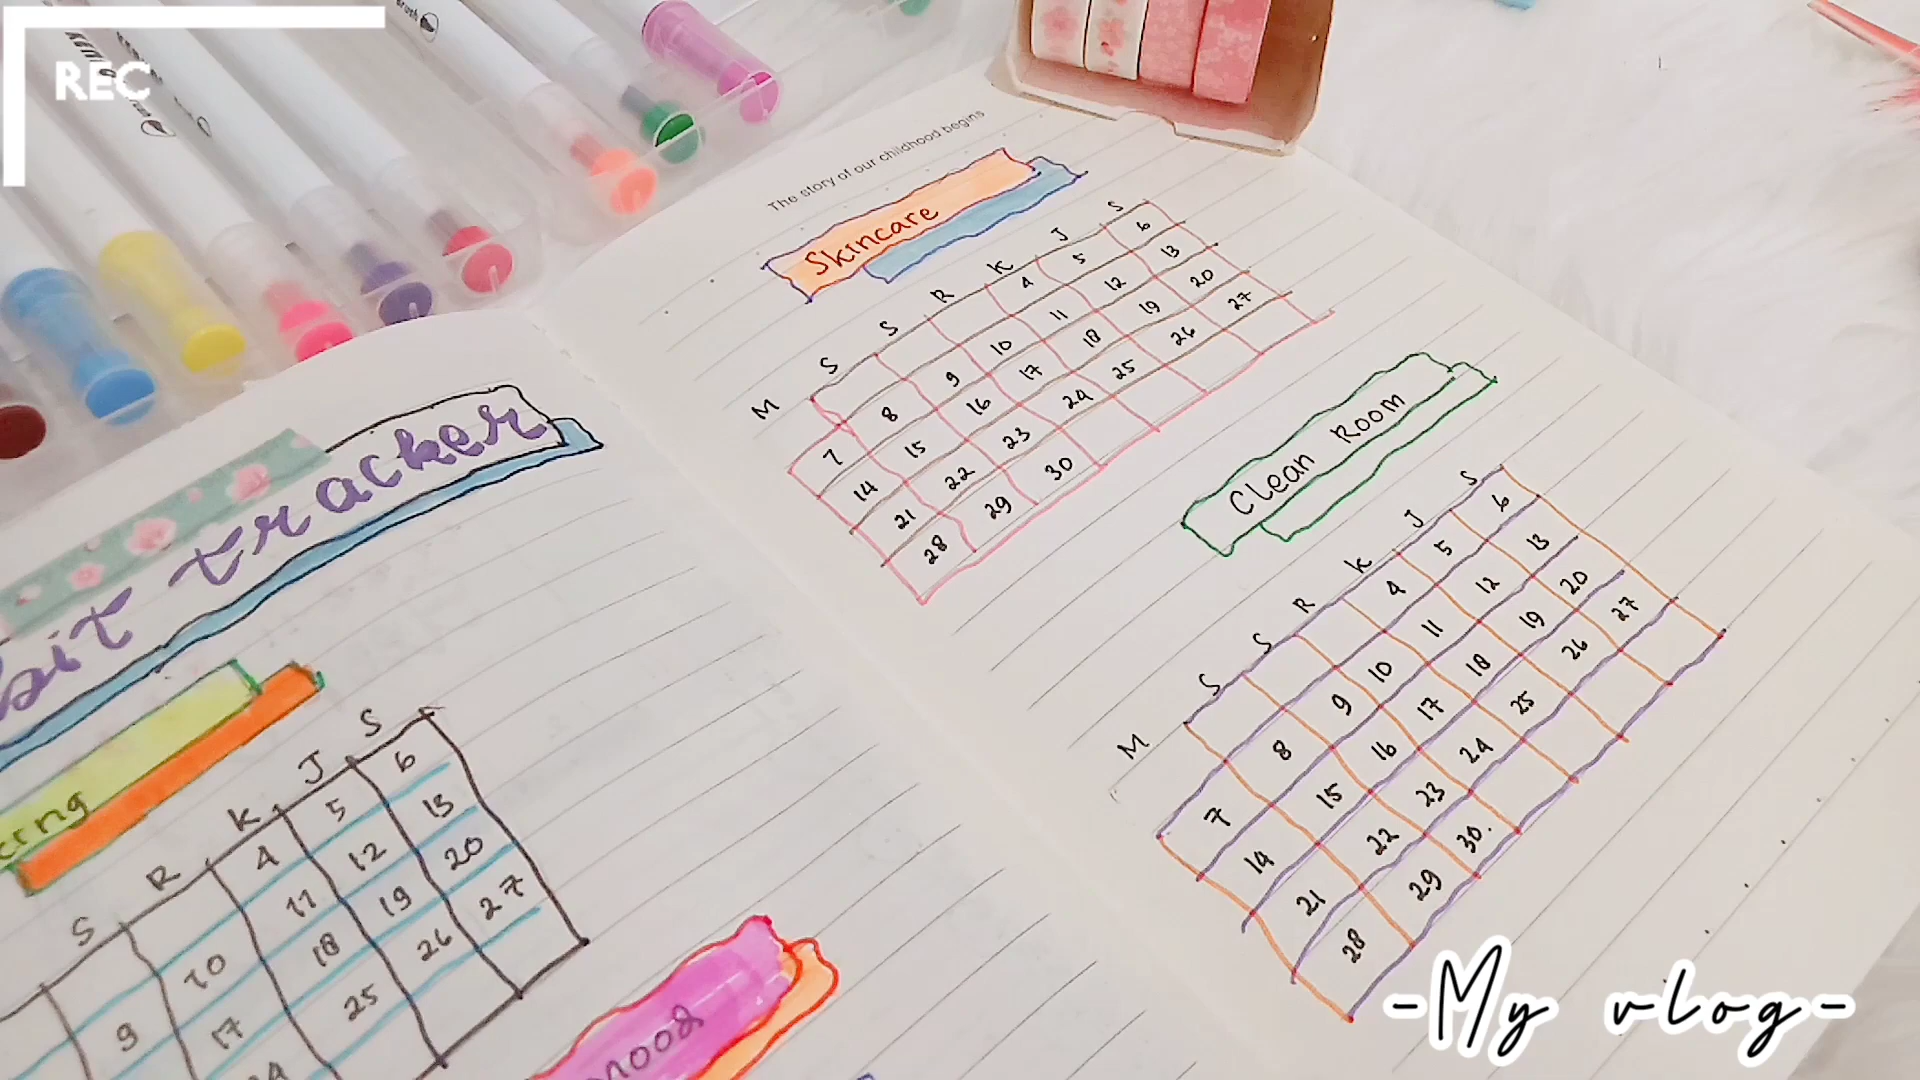 REC
The story of our childhood begins
Skincare
M S S R K J S
4 5 6
7 8 9 10 11 12 13
14 15 16 17 18 19 20
21 22 23 24 25 26 27
28 29 30
Clean Room
M S S R K J S
4 5 6
7 8 9 10 11 12 13
14 15 16 17 18 19 20
21 22 23 24 25 26 27
28 29 30.
tracker
S R K J S
4 5 6
9 10 11 12 13
17 18 19 20
25 26 27
mood
-My vlog-